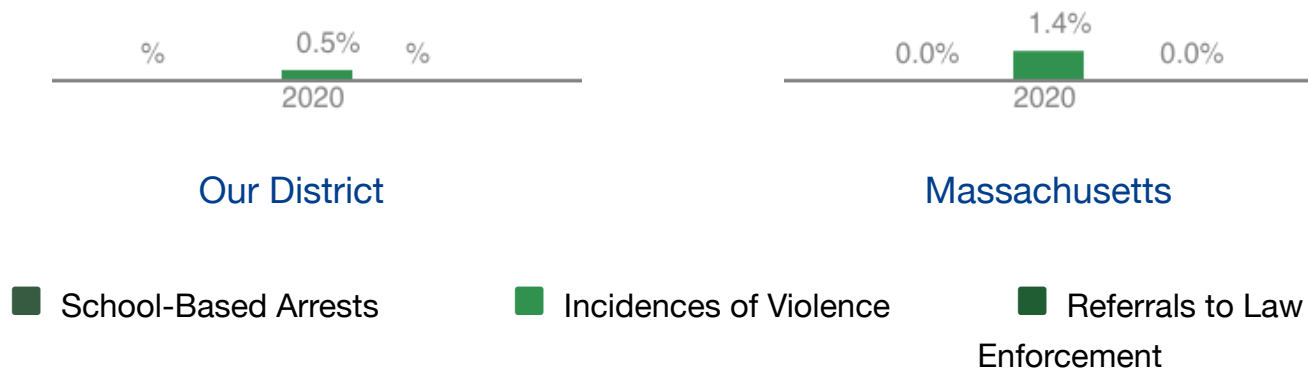 % 0.5% %
2020
Our District
0.0% 1.4% 0.0%
2020
Massachusetts
School-Based Arrests
Incidences of Violence
Referrals to Law
Enforcement